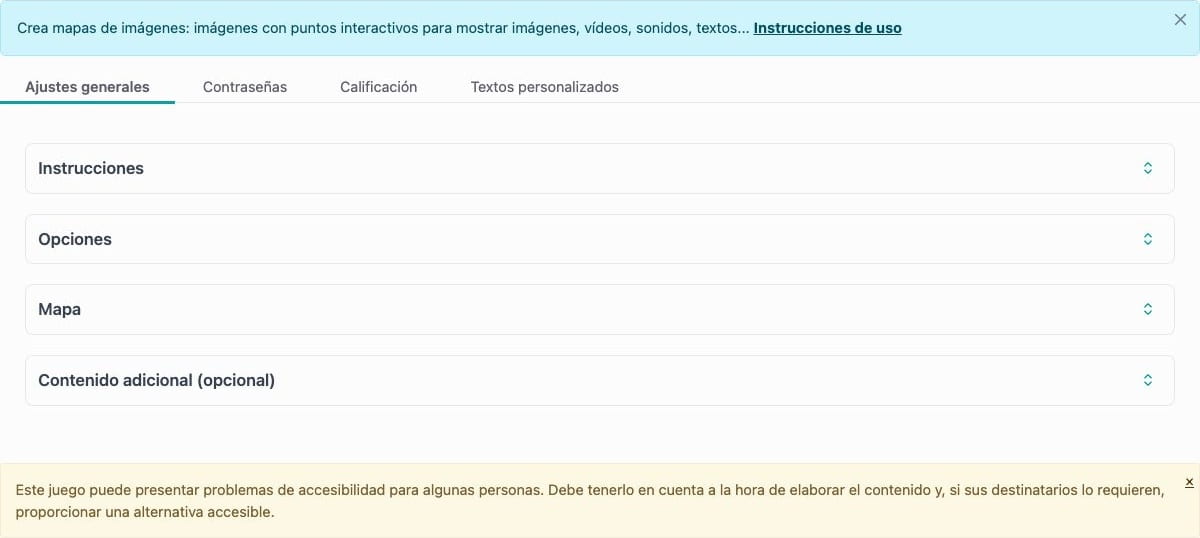 Crea mapas de imágenes: imágenes con puntos interactivos para mostrar imágenes, vídeos, sonidos, textos... Instrucciones de uso
Ajustes generales Contraseñas Calificación Textos personalizados
Instrucciones
Opciones
Mapa
Contenido adicional (opcional)
Este juego puede presentar problemas de accesibilidad para algunas personas. Debe tenerlo en cuenta a la hora de elaborar el contenido y, si sus destinatarios lo requieren,
proporcionar una alternativa accesible.